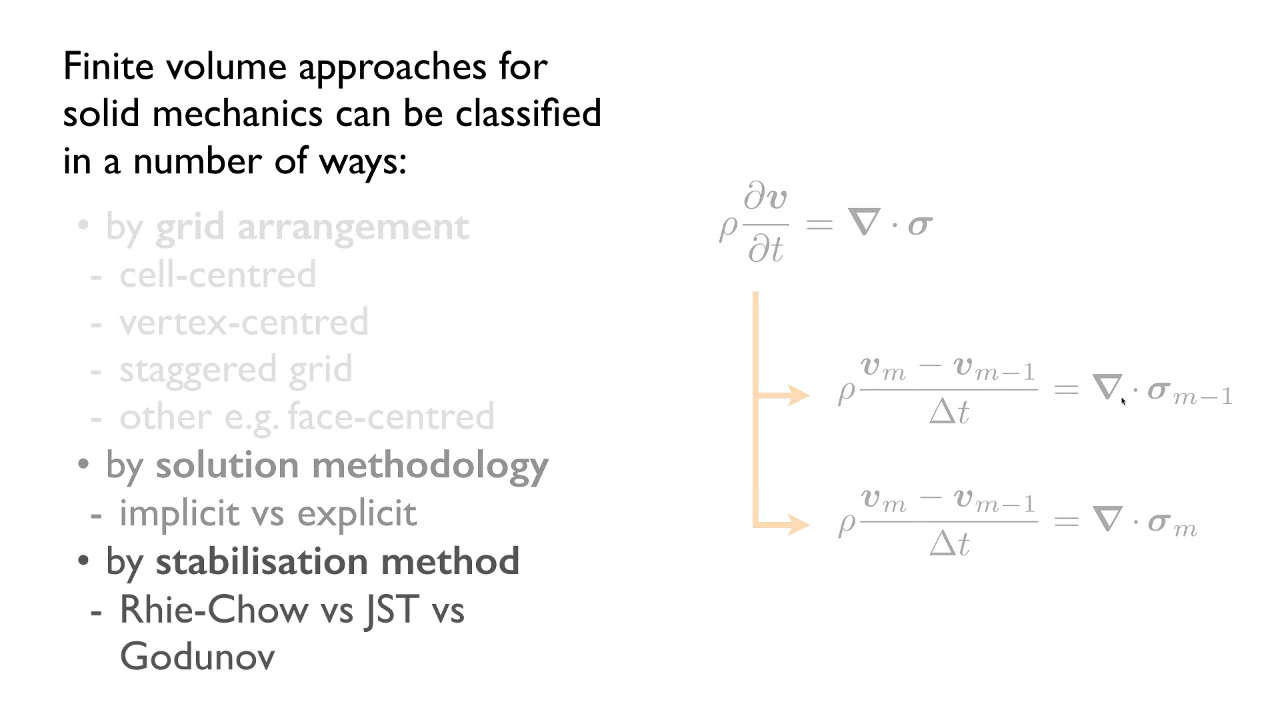 Finite volume approaches for
solid mechanics can be classified
in a number of ways:
• by grid arrangement
- cell-centred
- vertex-centred
- staggered grid
- other e.g. face-centred
• by solution methodology
- implicit vs explicit
• by stabilisation method
- Rhie-Chow vs JST vs
Godunov
ρ ∂v/∂t = ∇ · σ
ρ (v_m − v_{m−1})/Δt = ∇ · σ_{m−1}
ρ (v_m − v_{m−1})/Δt = ∇ · σ_m